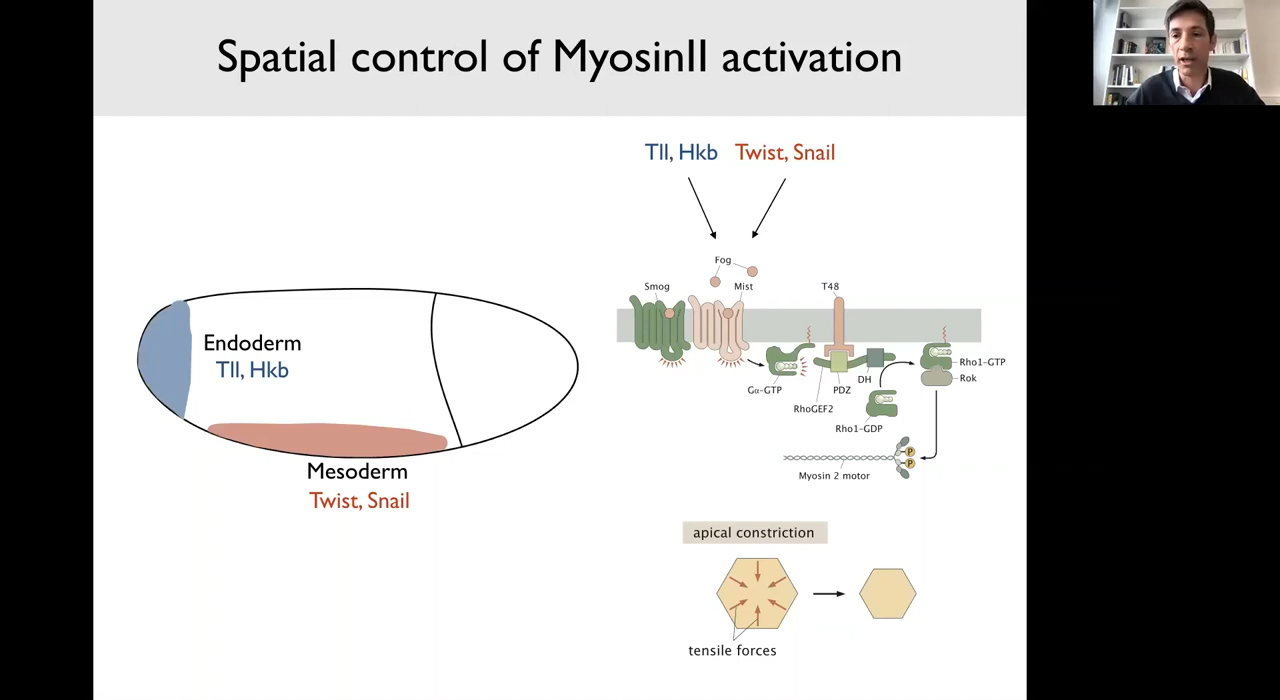 Spatial control of MyosinII activation
Tll, Hkb Twist, Snail
Fog
Smog
Mist
T48
Endoderm
Tll, Hkb
Gα-GTP
DH
PDZ
RhoGEF2
Rho1-GDP
Rho1-GTP
Rok
P
P
Myosin 2 motor
Mesoderm
Twist, Snail
apical constriction
tensile forces